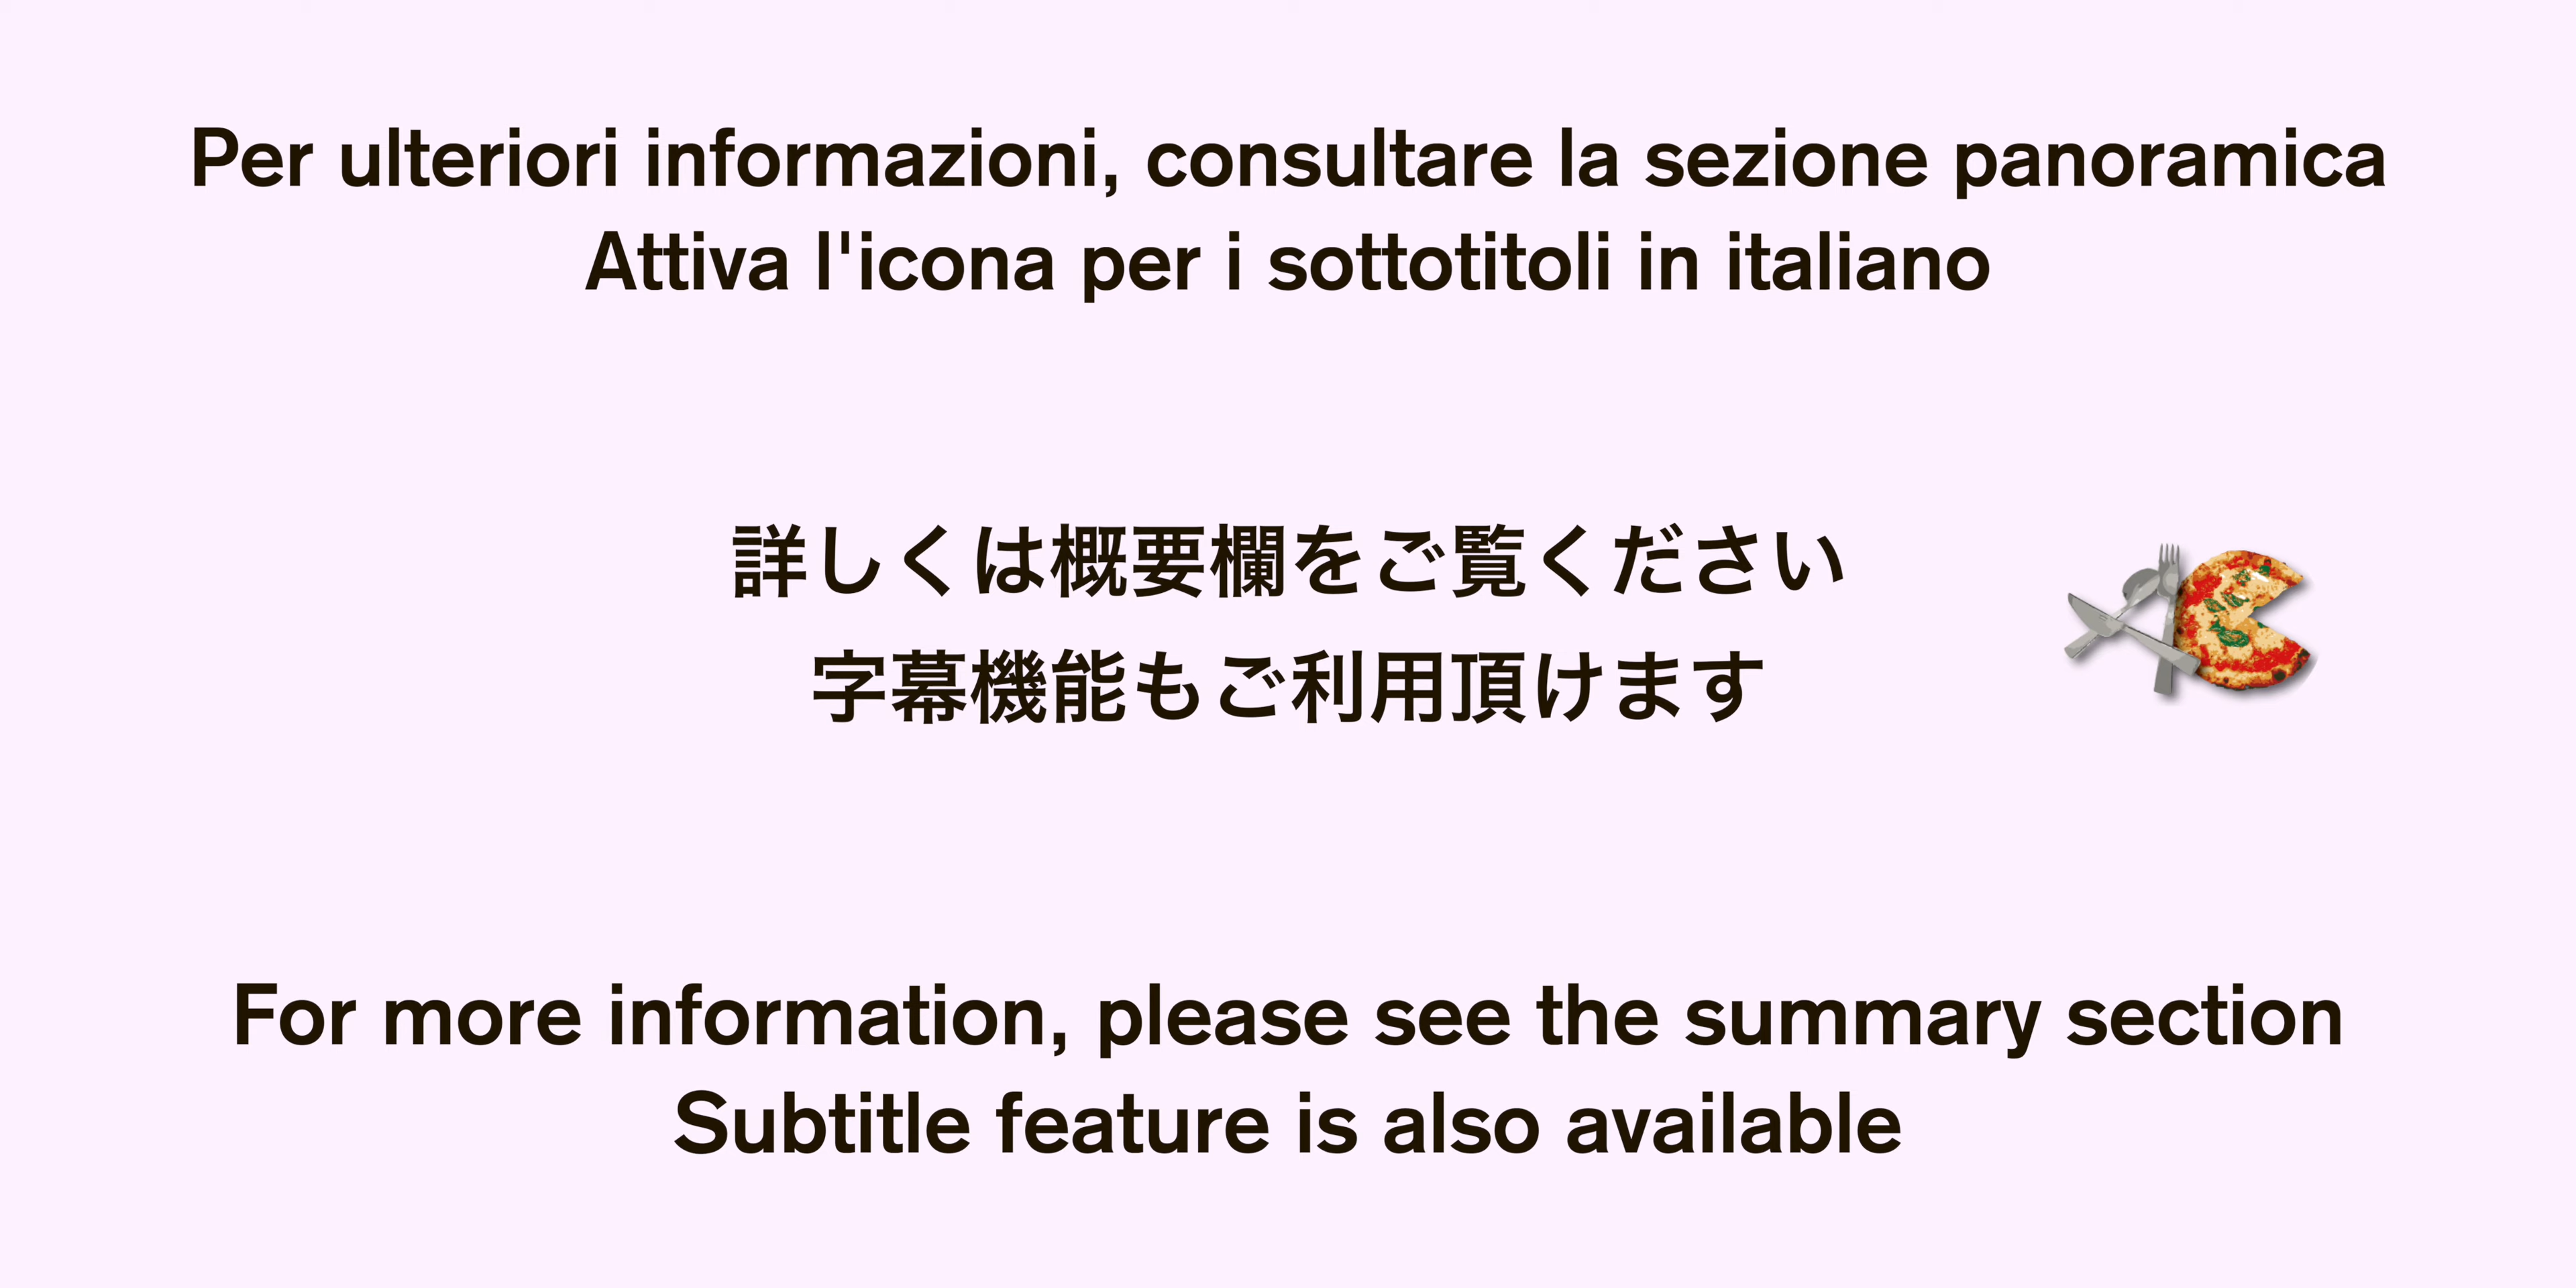 Per ulteriori informazioni, consultare la sezione panoramica
Attiva l'icona per i sottotitoli in italiano
詳しくは概要欄をご覧ください
字幕機能もご利用頂けます
For more information, please see the summary section
Subtitle feature is also available